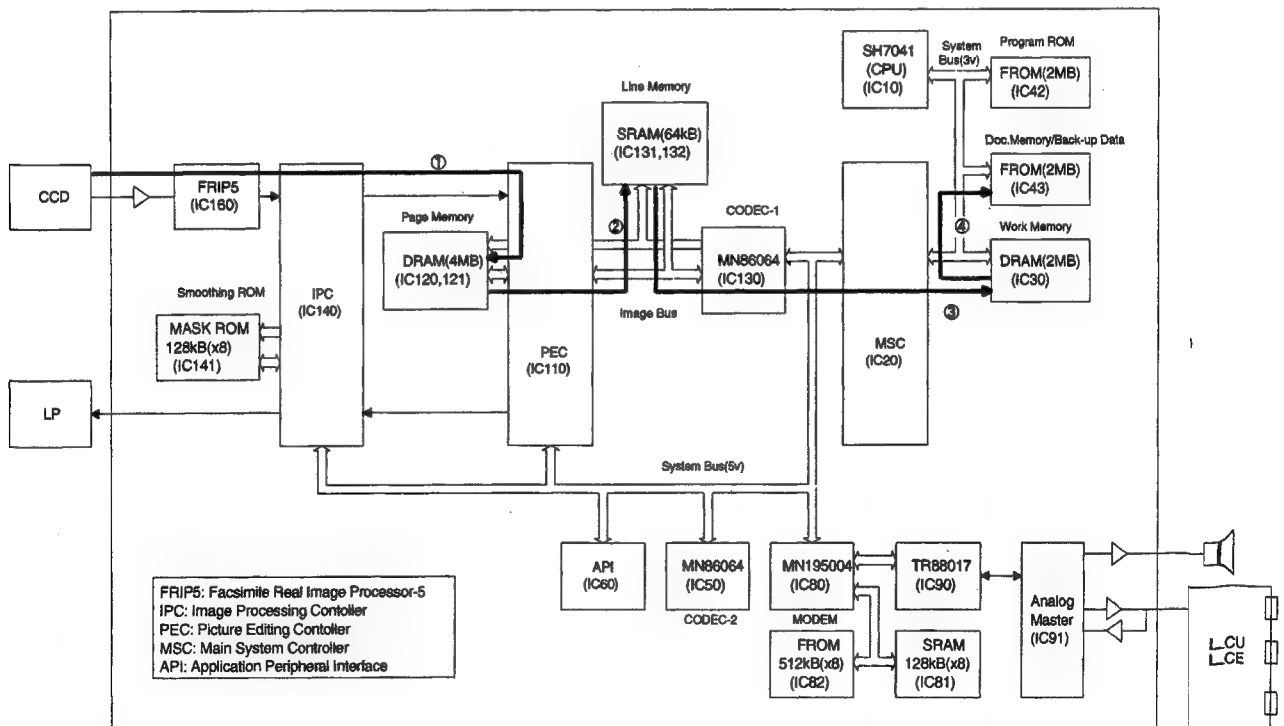 SH7041
(CPU)
(IC10)
System
Bus(3v)
Program ROM
FROM(2MB)
(IC42)
Line Memory
SRAM(64kB)
(IC131,132)
Doc.Memory/Back-up Data
FROM(2MB)
(IC43)
CCD
FRIP5
(IC160)
①
Page Memory
DRAM(4MB)
(IC120,121)
②
CODEC-1
MN86064
(IC130)
④
Work Memory
DRAM(2MB)
(IC30)
③
Smoothing ROM
MASK ROM
128kB(x8)
(IC141)
IPC
(IC140)
Image Bus
PEC
(IC110)
MSC
(IC20)
LP
System Bus(5v)
API
(IC60)
MN86064
(IC50)
CODEC-2
MN195004
(IC80)
MODEM
TR88017
(IC90)
Analog
Master
(IC91)
FROM
512kB(x8)
(IC82)
SRAM
128kB(x8)
(IC81)
LCU
LCE
FRIP5: Facsimile Real Image Processor-5
IPC: Image Processing Contoller
PEC: Picture Editing Contoller
MSC: Main System Controller
API: Application Peripheral Interface